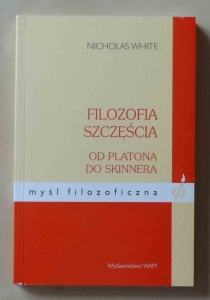 NICHOLAS WHITE
FILOZOFIA
SZCZĘŚCIA
OD PLATONA
DO SKINNERA
myśl filozoficzna
Wydawnictwo WAM